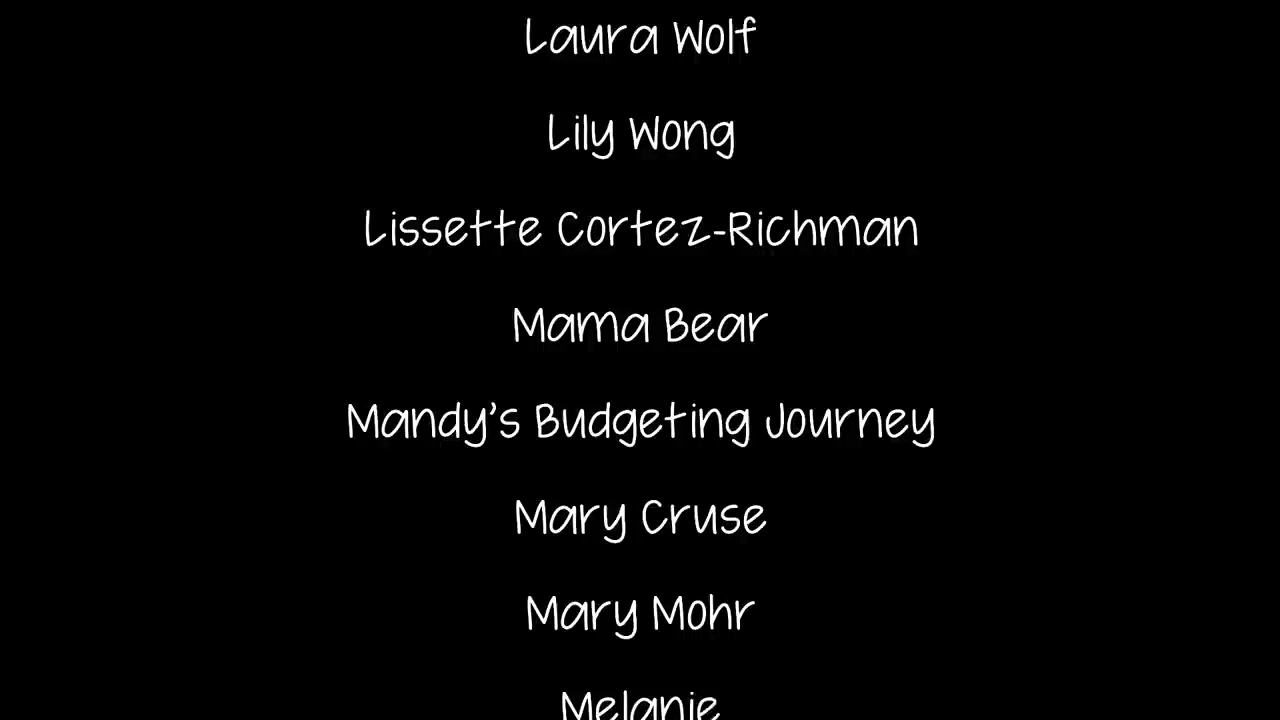 Laura Wolf
Lily Wong
Lissette Cortez-Richman
Mama Bear
Mandy’s Budgeting Journey
Mary Cruse
Mary Mohr
Melanie